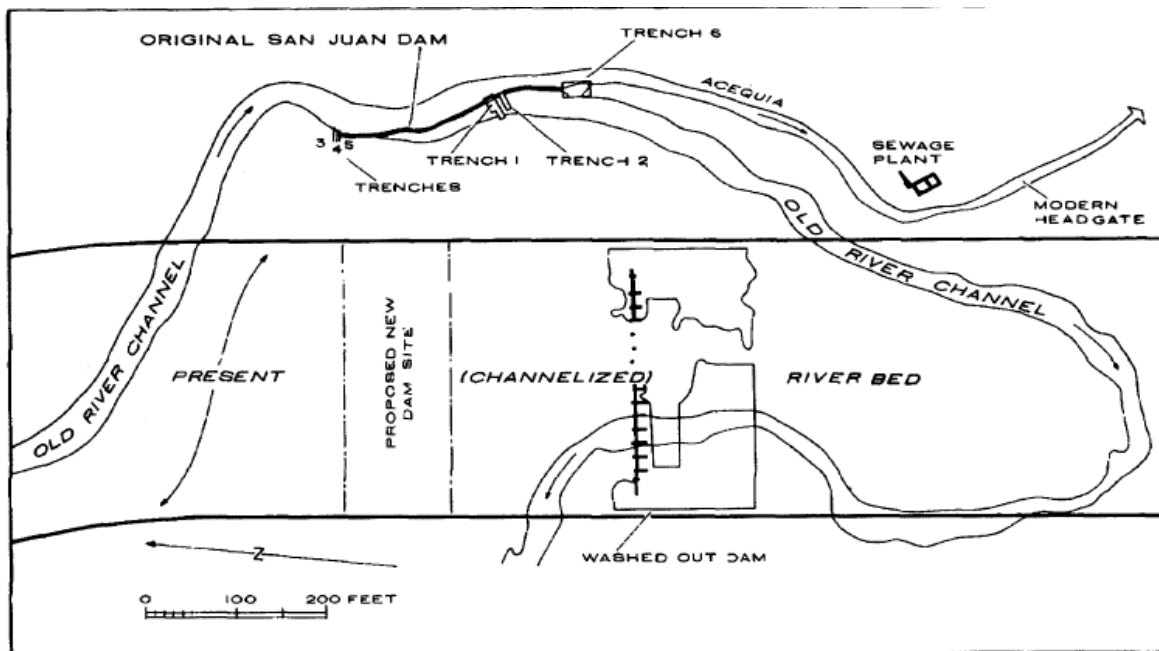 TRENCH 6
ORIGINAL SAN JUAN DAM
ACEQUIA
SEWAGE
PLANT
3 4 5
TRENCH 1
TRENCH 2
TRENCHES
MODERN
HEADGATE
OLD RIVER CHANNEL
OLD RIVER CHANNEL
PRESENT
PROPOSED NEW
DAM SITE
(CHANNELIZED)
RIVER BED
WASHED OUT DAM
N
0 100 200 FEET